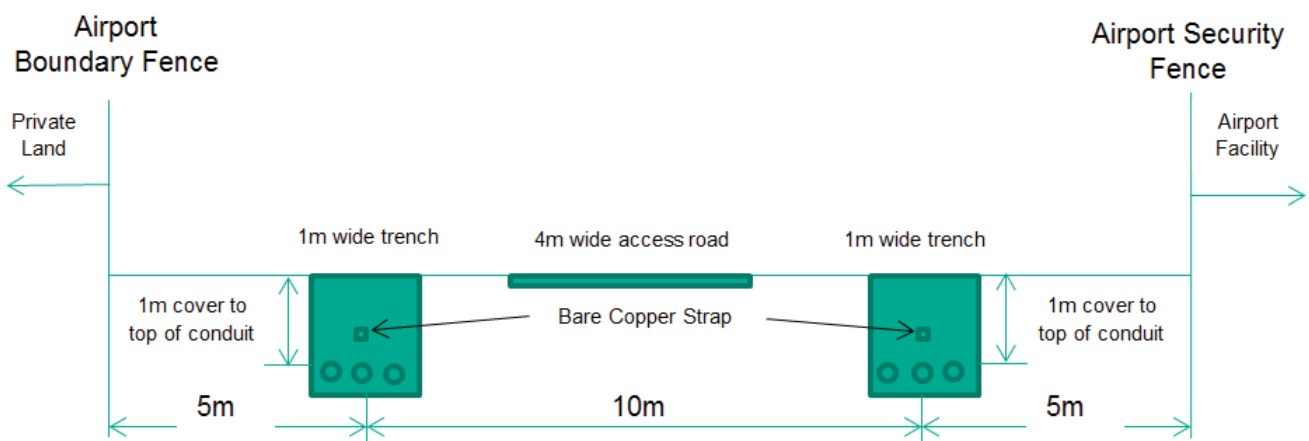 Airport
Boundary Fence
Airport Security
Fence
Private
Land
Airport
Facility
1m wide trench
4m wide access road
1m wide trench
1m cover to
top of conduit
Bare Copper Strap
1m cover to
top of conduit
5m
10m
5m